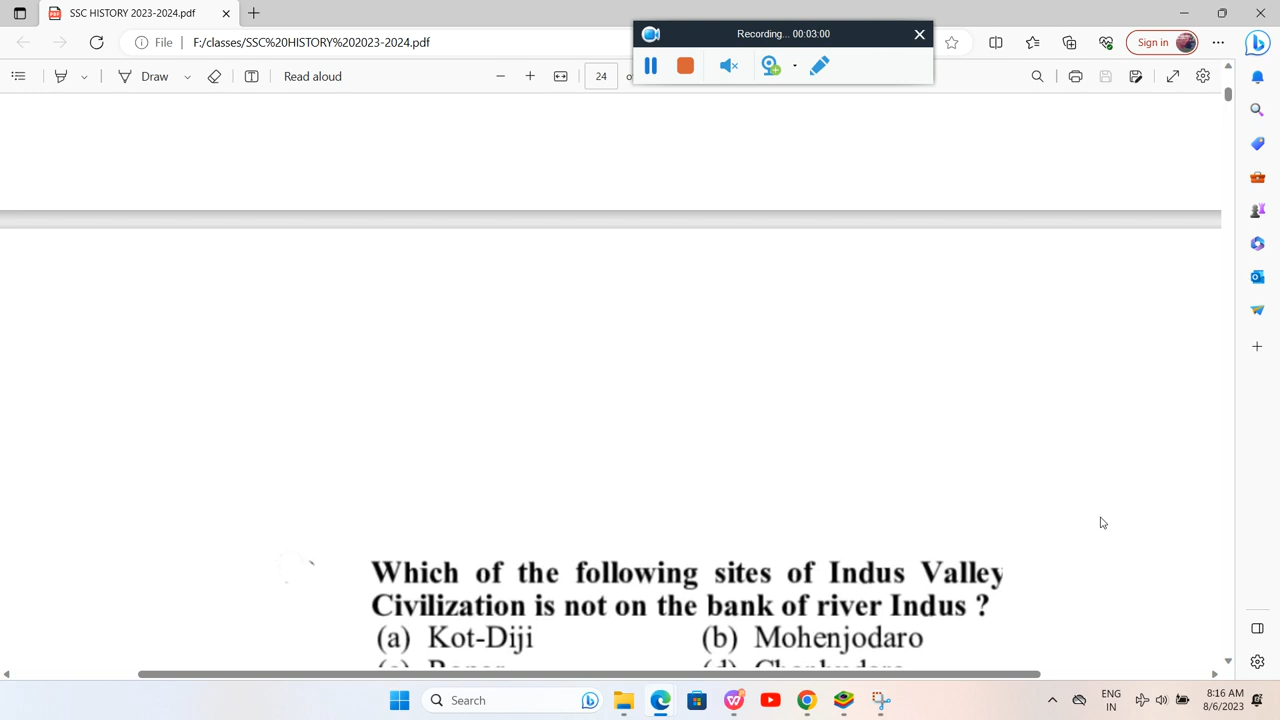 SSC HISTORY 2023-2024.pdf
File
F:/classes/SSC%20HISTORY%202023-2024.pdf
Recording... 00:03:00
Sign in
Draw
Read aloud
24
Which of the following sites of Indus Valley
Civilization is not on the bank of river Indus ?
(a) Kot-Diji (b) Mohenjodaro
Search
ENG
IN
8:16 AM
8/6/2023